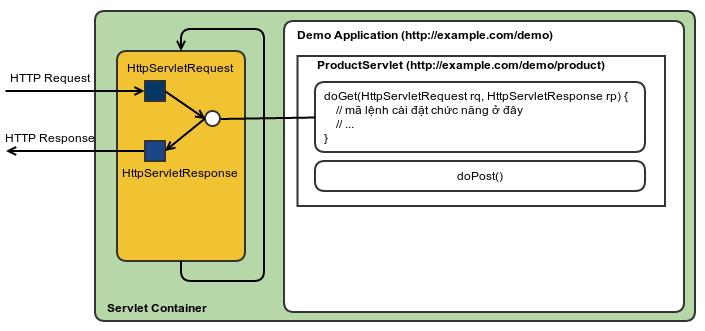 Demo Application (http://example.com/demo)
ProductServlet (http://example.com/demo/product)
HttpServletRequest
HTTP Request
doGet(HttpServletRequest rq, HttpServletResponse rp) {
// mã lệnh cài đặt chức năng ở đây
// ...
}
HTTP Response
HttpServletResponse
doPost()
Servlet Container